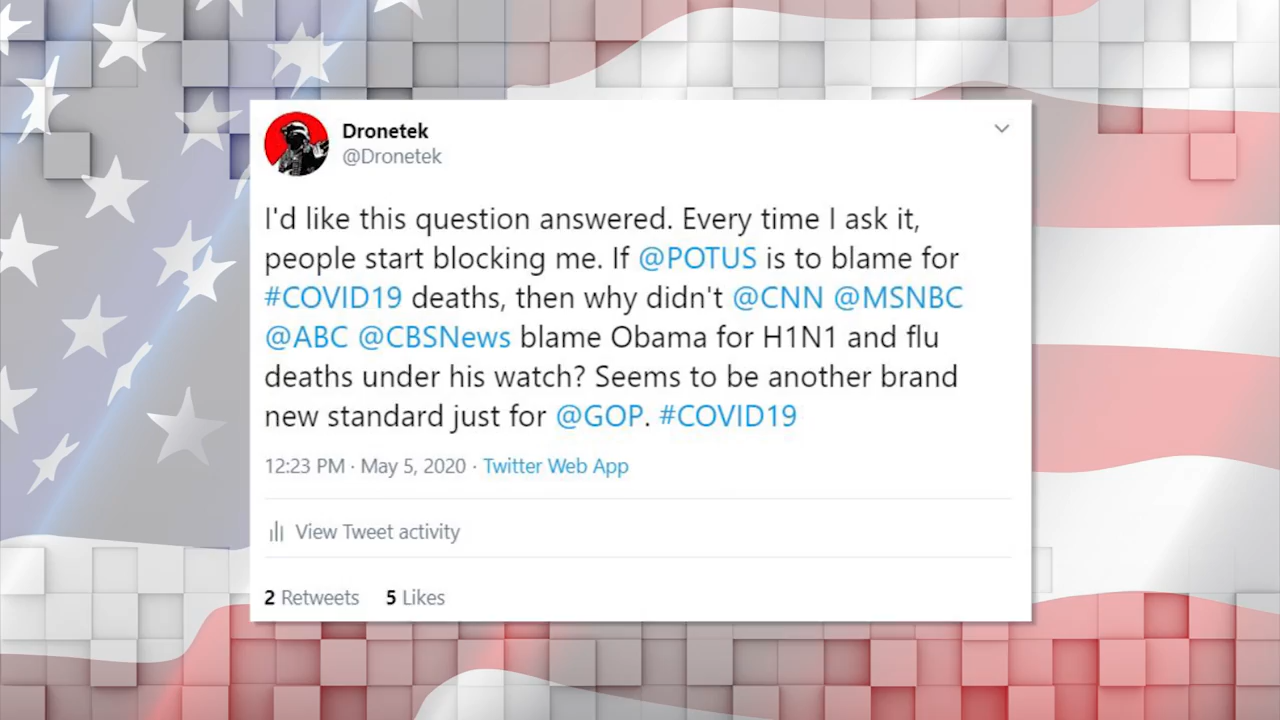 Dronetek
@Dronetek
I'd like this question answered. Every time I ask it,
people start blocking me. If @POTUS is to blame for
#COVID19 deaths, then why didn't @CNN @MSNBC
@ABC @CBSNews blame Obama for H1N1 and flu
deaths under his watch? Seems to be another brand
new standard just for @GOP. #COVID19
12:23 PM · May 5, 2020 · Twitter Web App
View Tweet activity
2 Retweets 5 Likes